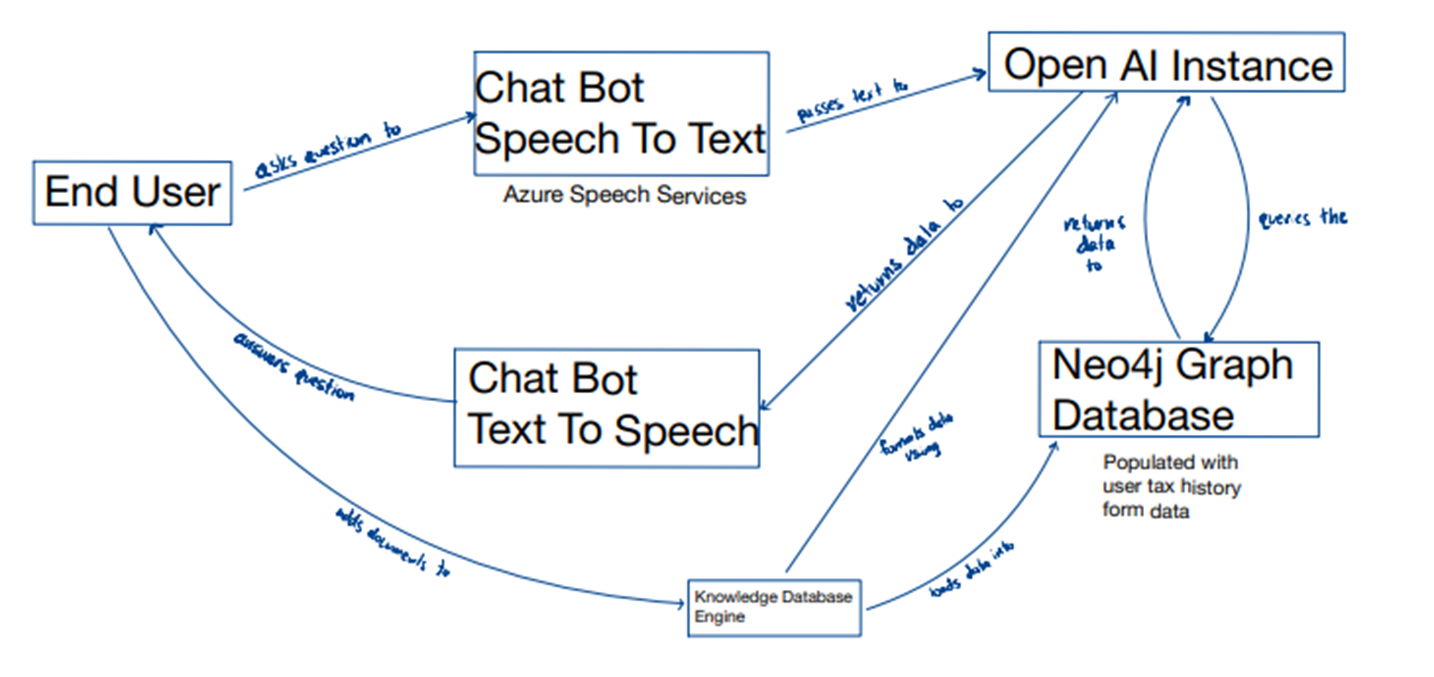 Open AI Instance
Chat Bot
Speech To Text
passes text to
asks question to
End User
Azure Speech Services
returns data to
returns
data
to
queries the
answers question
Chat Bot
Text To Speech
Neo4j Graph
Database
formats data
using
Populated with
user tax history
form data
adds documents to
loads data into
Knowledge Database
Engine